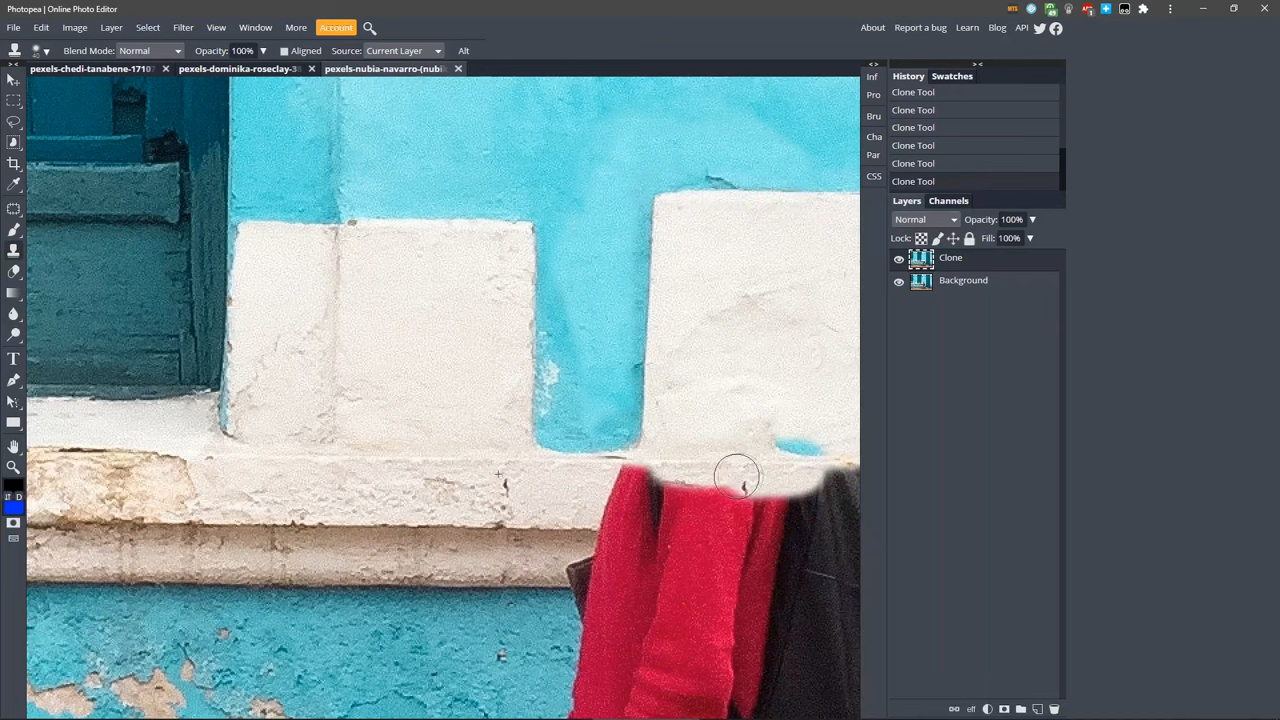 Photopea | Online Photo Editor
File Edit Image Layer Select Filter View Window More Account About Report a bug Learn Blog API
Blend Mode: Normal Opacity: 100% Aligned Source: Current Layer Alt
pexels-chedi-tanabene-17107 pexels-dominika-roseclay-38 pexels-nubia-navarro-(nubi
Inf
Pro
Bru
Cha
Par
CSS
History Swatches
Clone Tool
Clone Tool
Clone Tool
Clone Tool
Clone Tool
Clone Tool
Layers Channels
Normal Opacity: 100%
Lock: Fill: 100%
Clone
Background
D
eff